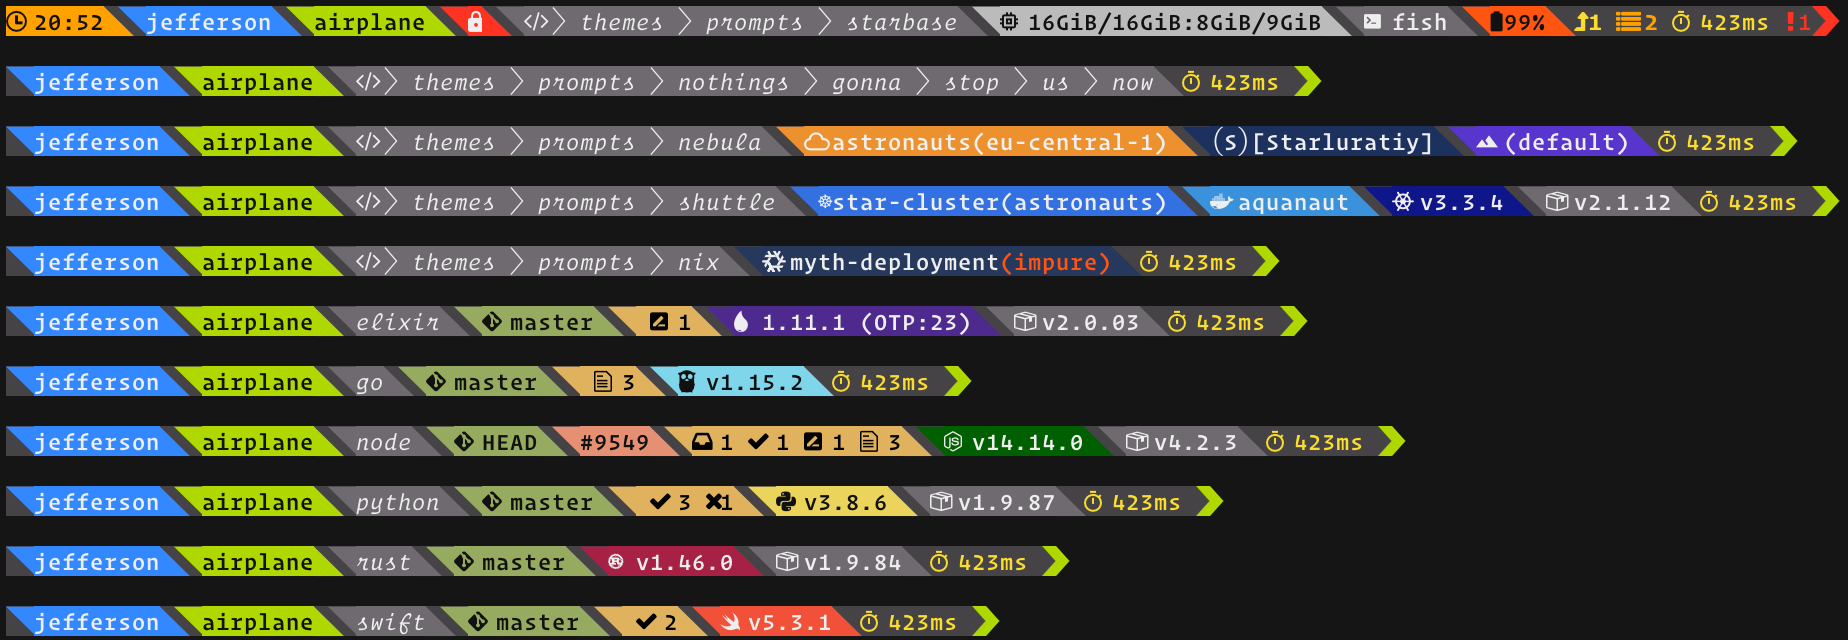 20:52 jefferson airplane </> themes prompts starbase 16GiB/16GiB:8GiB/9GiB fish 99% 1 2 423ms !1
jefferson airplane </> themes prompts nothings gonna stop us now 423ms
jefferson airplane </> themes prompts nebula astronauts(eu-central-1) (S)[Starluratiy] (default) 423ms
jefferson airplane </> themes prompts shuttle star-cluster(astronauts) aquanaut v3.3.4 v2.1.12 423ms
jefferson airplane </> themes prompts nix myth-deployment(impure) 423ms
jefferson airplane elixir master 1 1.11.1 (OTP:23) v2.0.03 423ms
jefferson airplane go master 3 v1.15.2 423ms
jefferson airplane node HEAD #9549 1 1 1 3 JS v14.14.0 v4.2.3 423ms
jefferson airplane python master 3 1 v3.8.6 v1.9.87 423ms
jefferson airplane rust master v1.46.0 v1.9.84 423ms
jefferson airplane swift master 2 v5.3.1 423ms